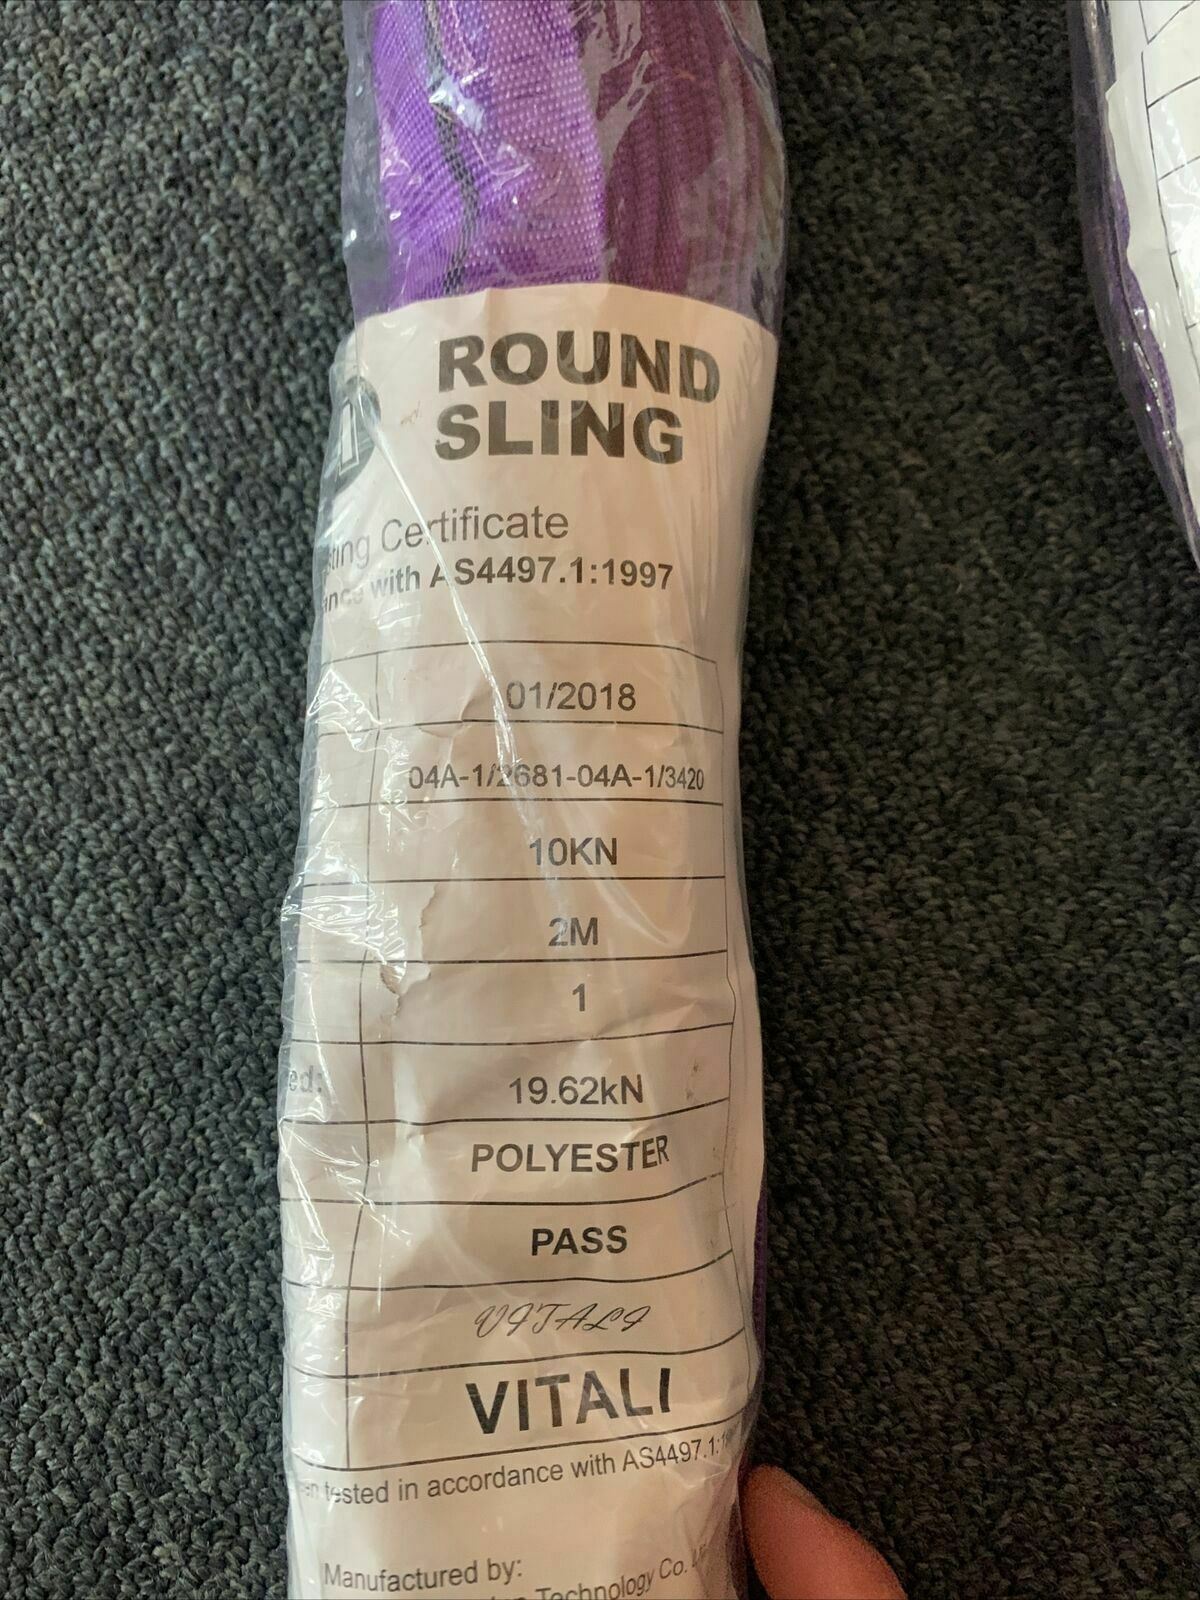 ROUND
SLING
Certificate
with AS4497.1:1997
01/2018
04A-1/2681-04A-1/3420
10KN
2M
1
ed:
19.62kN
POLYESTER
PASS
VITALI
VITALI
tested in accordance with AS4497.1:
Manufactured by:
Technology Co.